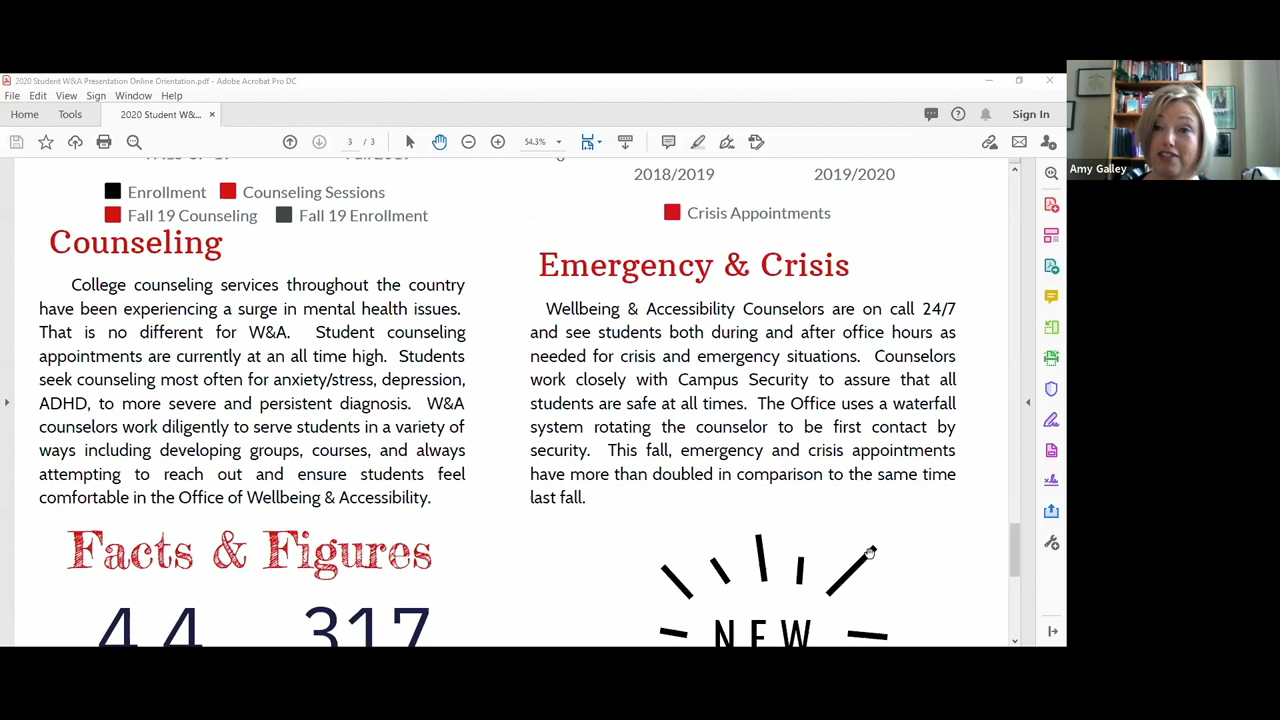 2020 Student W&A Presentation Online Orientation.pdf - Adobe Acrobat Pro DC
File Edit View Sign Window Help
Home Tools 2020 Student W&... × Sign In
3 / 3 54.3%
2018/2019 2019/2020
Enrollment Counseling Sessions
Fall 19 Counseling Fall 19 Enrollment
Crisis Appointments
Amy Galley
Counseling
College counseling services throughout the country
have been experiencing a surge in mental health issues.
That is no different for W&A. Student counseling
appointments are currently at an all time high. Students
seek counseling most often for anxiety/stress, depression,
ADHD, to more severe and persistent diagnosis. W&A
counselors work diligently to serve students in a variety of
ways including developing groups, courses, and always
attempting to reach out and ensure students feel
comfortable in the Office of Wellbeing & Accessibility.
Facts & Figures
4.4 317
Emergency & Crisis
Wellbeing & Accessibility Counselors are on call 24/7
and see students both during and after office hours as
needed for crisis and emergency situations. Counselors
work closely with Campus Security to assure that all
students are safe at all times. The Office uses a waterfall
system rotating the counselor to be first contact by
security. This fall, emergency and crisis appointments
have more than doubled in comparison to the same time
last fall.
NEW